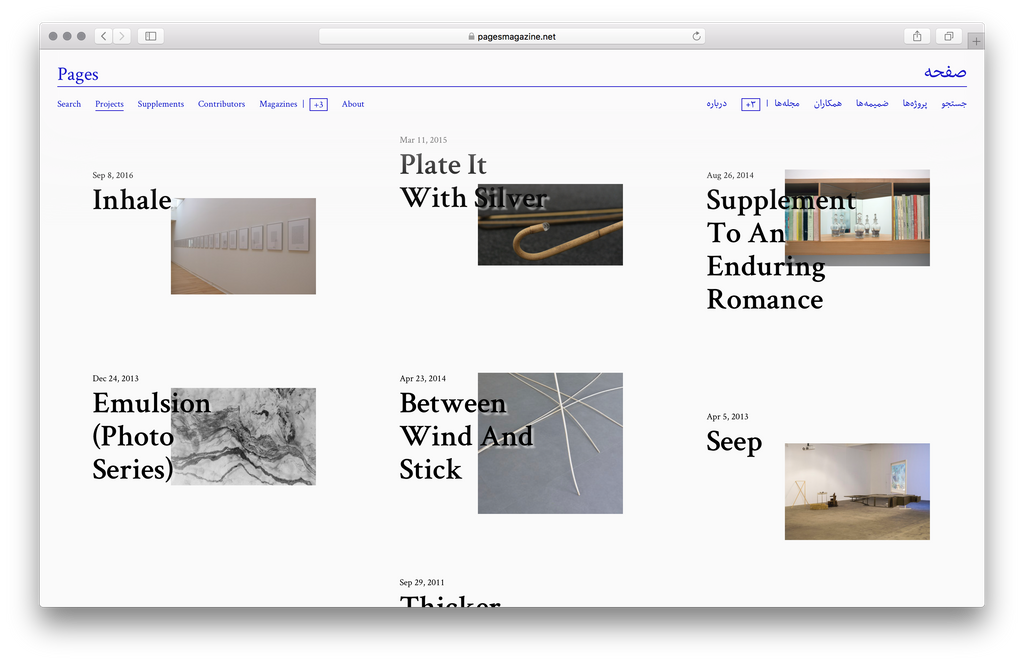 pagesmagazine.net
Pages
صفحه
Search Projects Supplements Contributors Magazines | +3 About
جستجو پروژه‌ها ضمیمه‌ها همکاران مجله‌ها | +۳ درباره
Sep 8, 2016
Inhale
Mar 11, 2015
Plate It
With Silver
Aug 26, 2014
Supplement
To An
Enduring
Romance
Dec 24, 2013
Emulsion
(Photo
Series)
Apr 23, 2014
Between
Wind And
Stick
Apr 5, 2013
Seep
Sep 29, 2011
Thicker